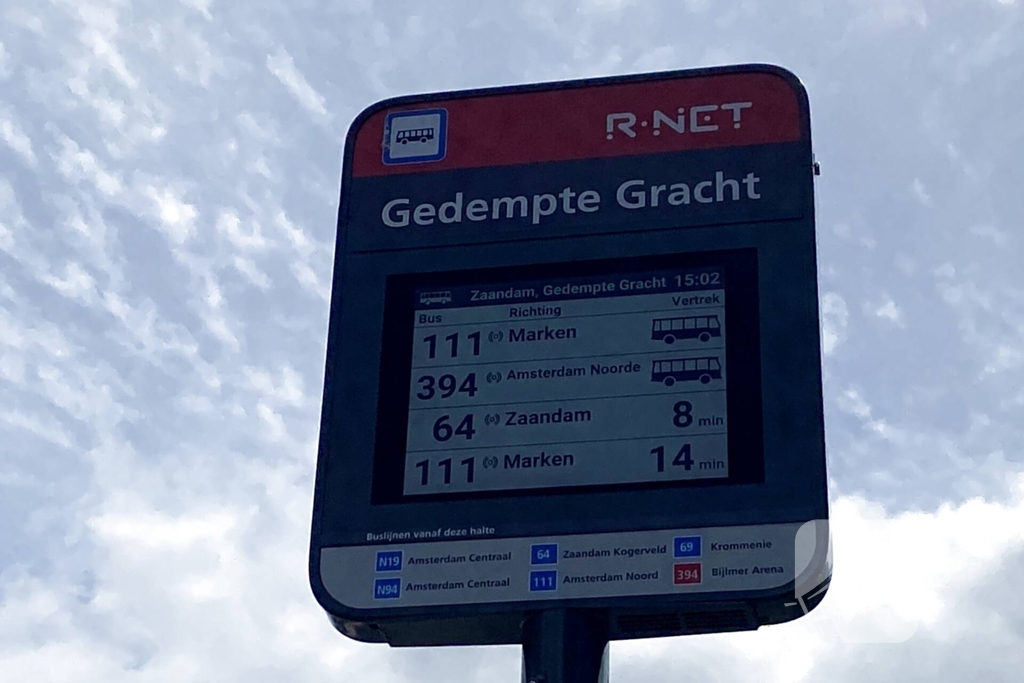 R·NET
Gedempte Gracht
Zaandam, Gedempte Gracht 15:02
Bus Richting Vertrek
111 Marken
394 Amsterdam Noorde
64 Zaandam 8 min
111 Marken 14 min
Buslijnen vanaf deze halte
N19 Amsterdam Centraal 64 Zaandam Kogerveld 69 Krommenie
N94 Amsterdam Centraal 111 Amsterdam Noord 394 Bijlmer Arena